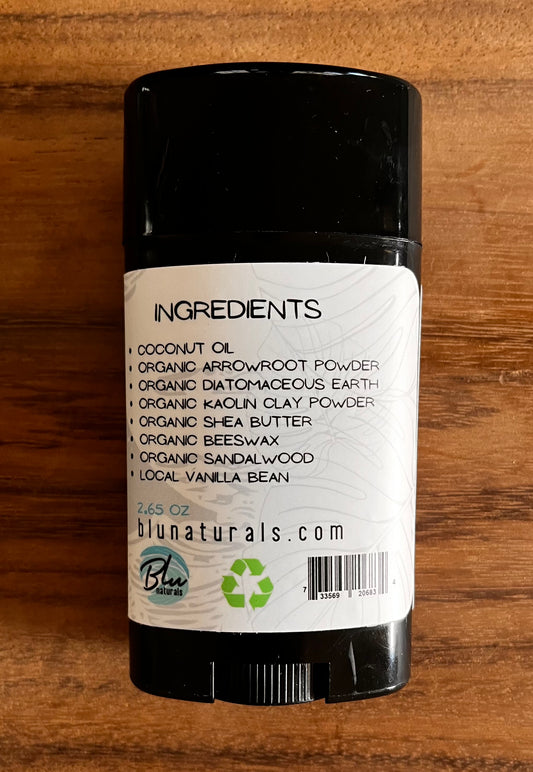 INGREDIENTS
• COCONUT OIL
• ORGANIC ARROWROOT POWDER
• ORGANIC DIATOMACEOUS EARTH
• ORGANIC KAOLIN CLAY POWDER
• ORGANIC SHEA BUTTER
• ORGANIC BEESWAX
• ORGANIC SANDALWOOD
• LOCAL VANILLA BEAN
2.65 OZ
blunaturals.com
Blu
naturals
7 33569 20683 4